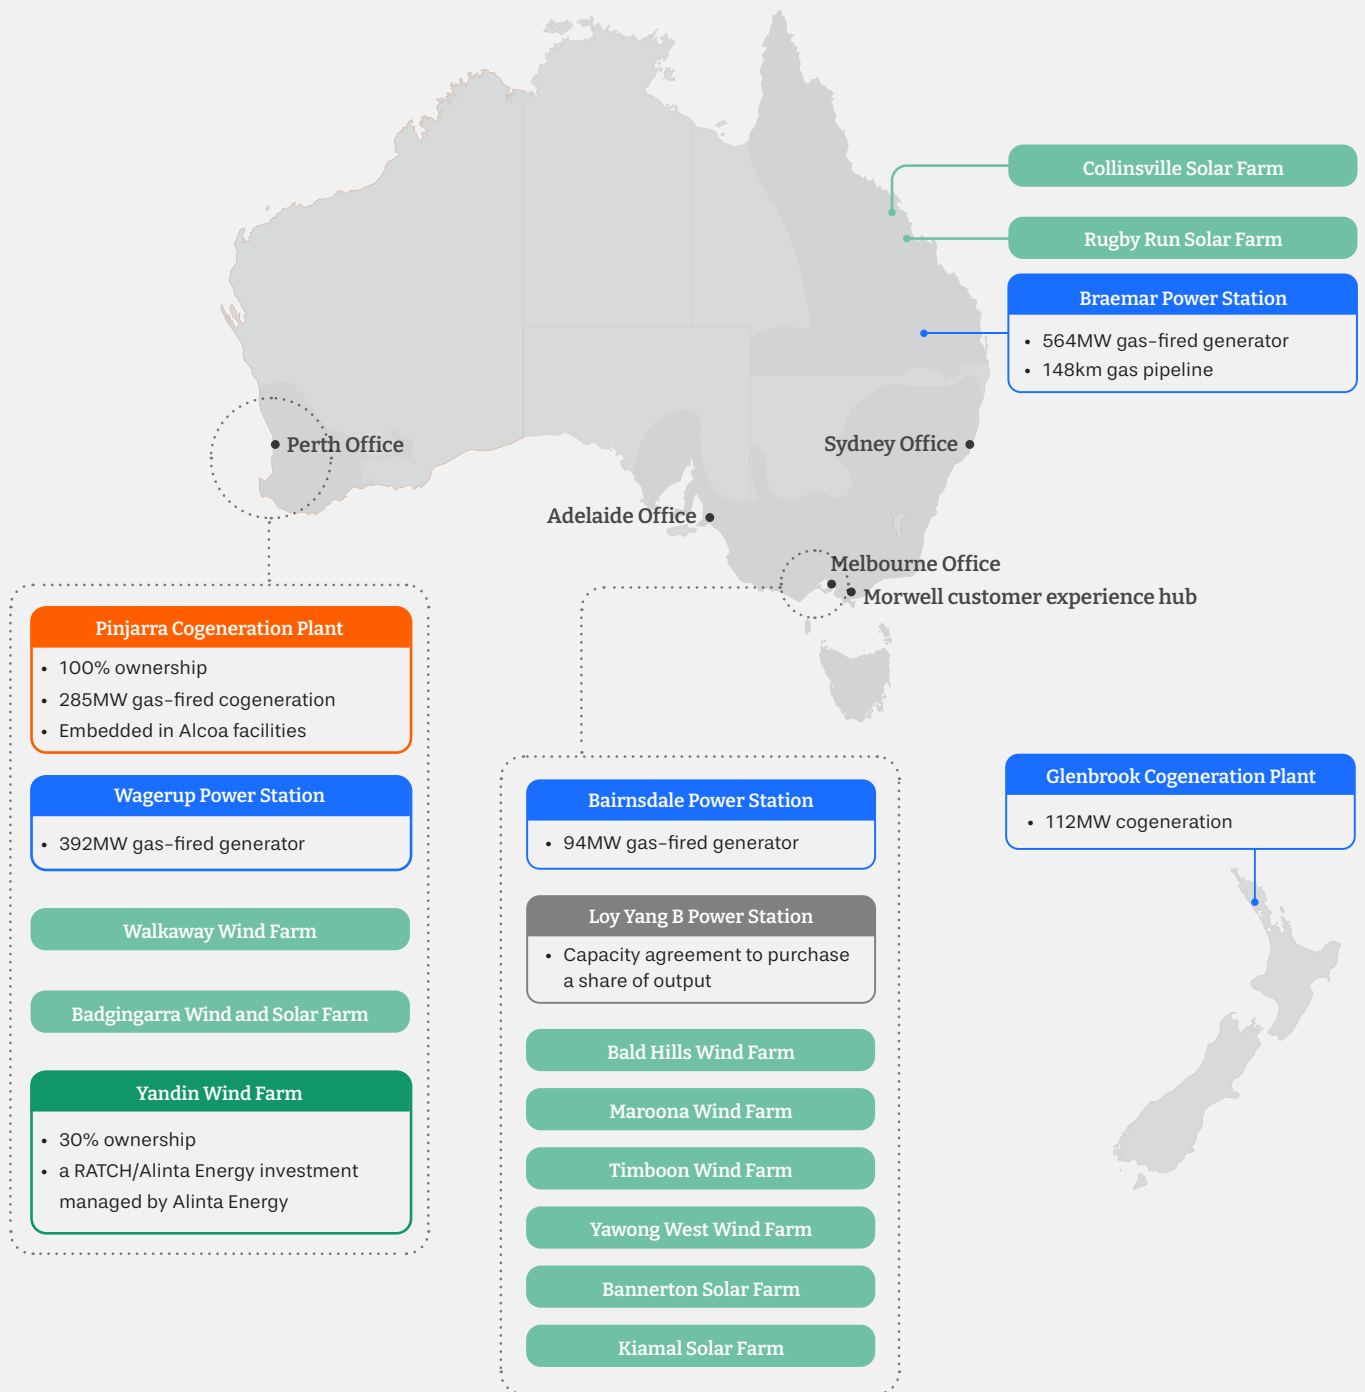 Collinsville Solar Farm
Rugby Run Solar Farm
Braemar Power Station
• 564MW gas-fired generator
• 148km gas pipeline
Perth Office
Sydney Office
Adelaide Office
Melbourne Office
Morwell customer experience hub
Pinjarra Cogeneration Plant
• 100% ownership
• 285MW gas-fired cogeneration
• Embedded in Alcoa facilities
Wagerup Power Station
• 392MW gas-fired generator
Walkaway Wind Farm
Badgingarra Wind and Solar Farm
Yandin Wind Farm
• 30% ownership
• a RATCH/Alinta Energy investment
managed by Alinta Energy
Bairnsdale Power Station
• 94MW gas-fired generator
Loy Yang B Power Station
• Capacity agreement to purchase
a share of output
Bald Hills Wind Farm
Maroona Wind Farm
Timboon Wind Farm
Yawong West Wind Farm
Bannerton Solar Farm
Kiamal Solar Farm
Glenbrook Cogeneration Plant
• 112MW cogeneration